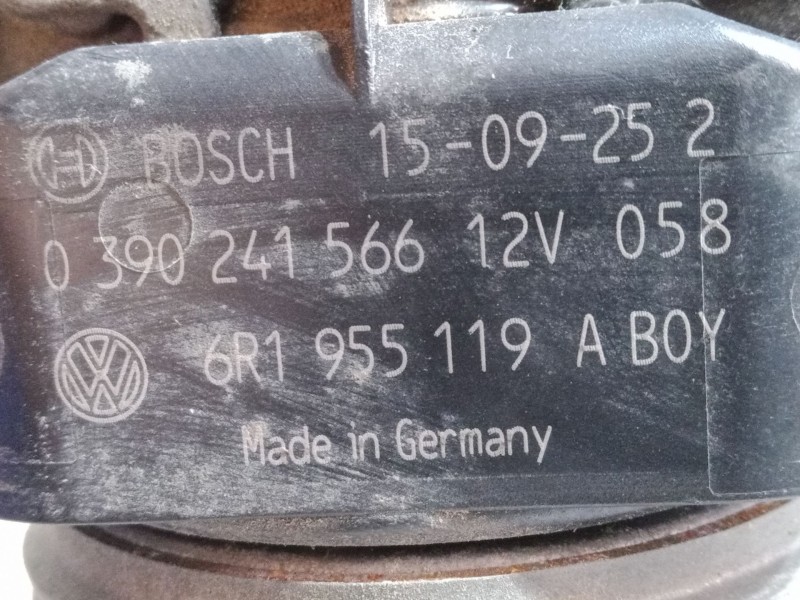 BOSCH 15-09-25 2
0 390 241 566 12V 058
6R1 955 119 A BOY
Made in Germany